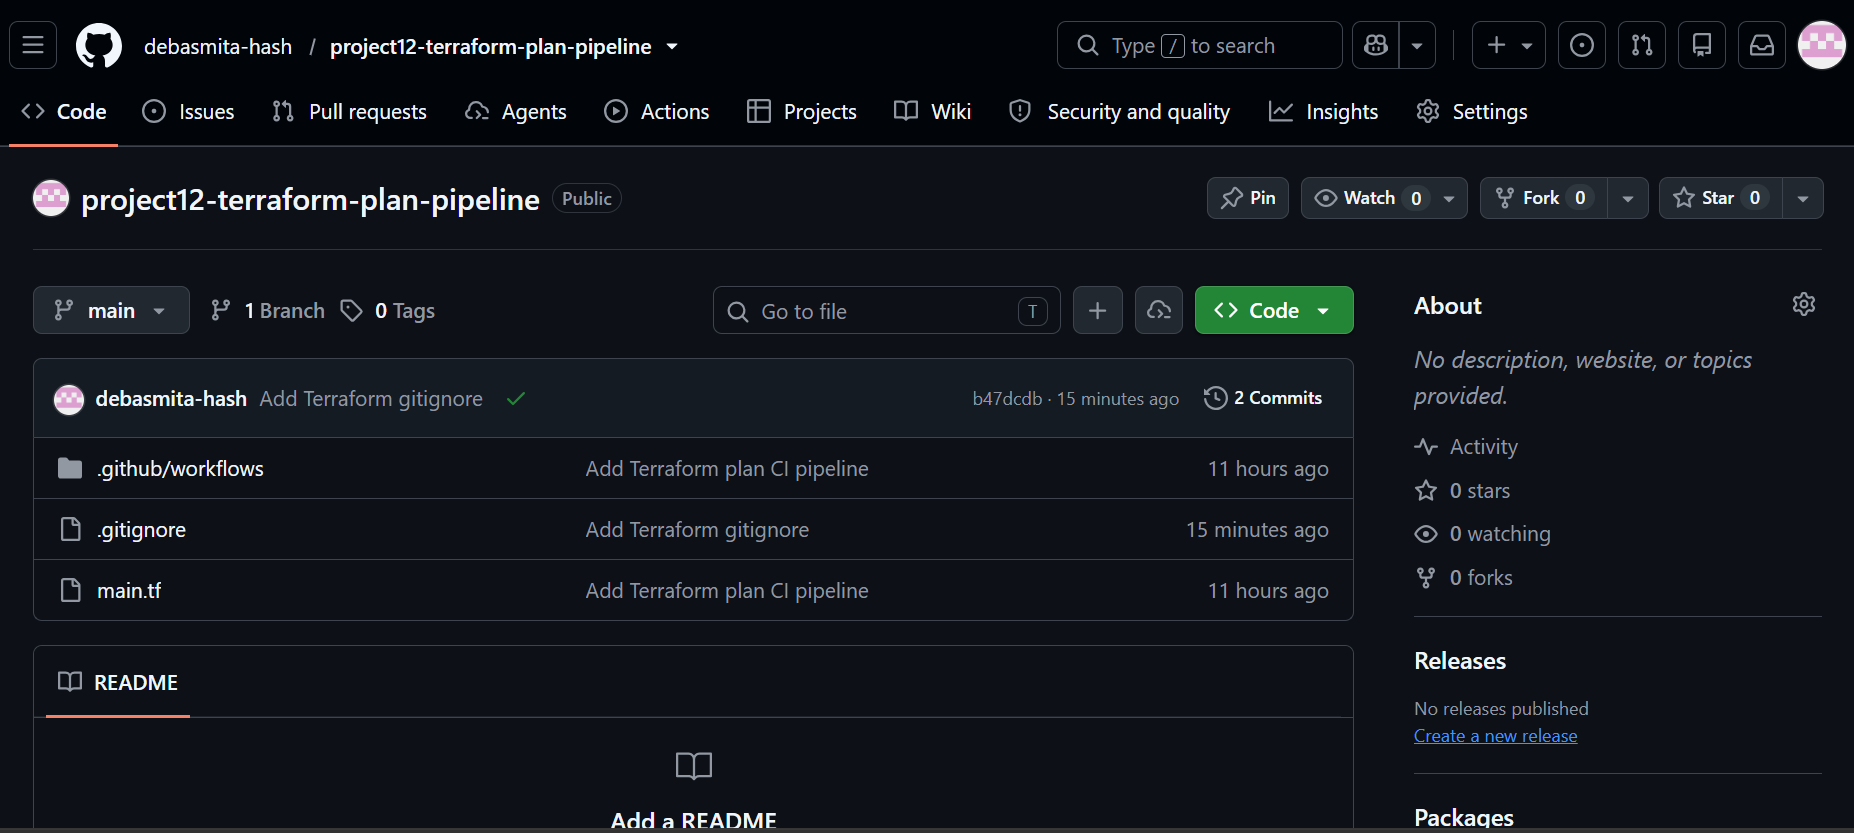 debasmita-hash / project12-terraform-plan-pipeline
Type / to search
Code Issues Pull requests Agents Actions Projects Wiki Security and quality Insights Settings
project12-terraform-plan-pipeline Public
Pin Watch 0 Fork 0 Star 0
main 1 Branch 0 Tags
Go to file T
Code
debasmita-hash Add Terraform gitignore b47dcdb · 15 minutes ago 2 Commits
.github/workflows Add Terraform plan CI pipeline 11 hours ago
.gitignore Add Terraform gitignore 15 minutes ago
main.tf Add Terraform plan CI pipeline 11 hours ago
README
Add a README
About
No description, website, or topics
provided.
Activity
0 stars
0 watching
0 forks
Releases
No releases published
Create a new release
Packages